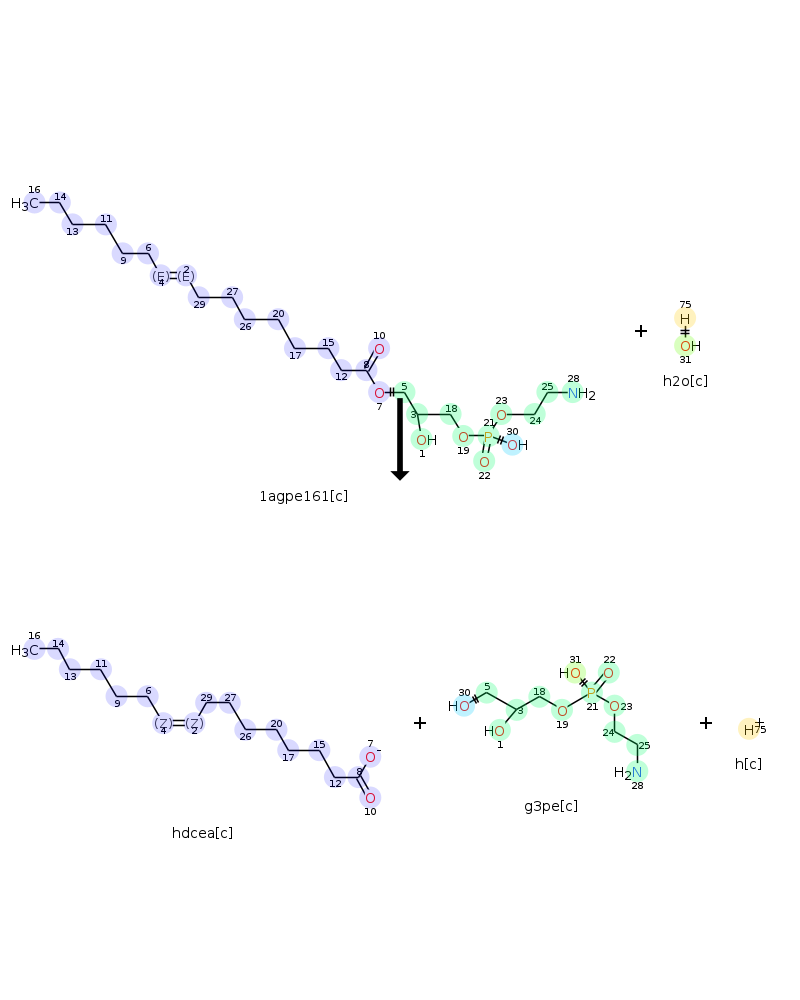 16
H3C
14
13
11
9
6
(E)
4
2
(E)
29
27
26
20
17
15
12
8
10
O
O
7
5
3
OH
1
18
O
19
21
P
O
22
23
O
30
OH
24
25
28
NH2
+
75
H
OH
31
h2o[c]
1agpe161[c]
16
H3C
14
13
11
9
6
(Z)
4
(Z)
2
29
27
26
20
17
15
12
8
7
O-
O
10
hdcea[c]
+
30
HO
5
3
HO
1
18
O
19
31
HO
P
21
22
O
O
23
24
25
H2N
28
g3pe[c]
+
H+
75
h[c]